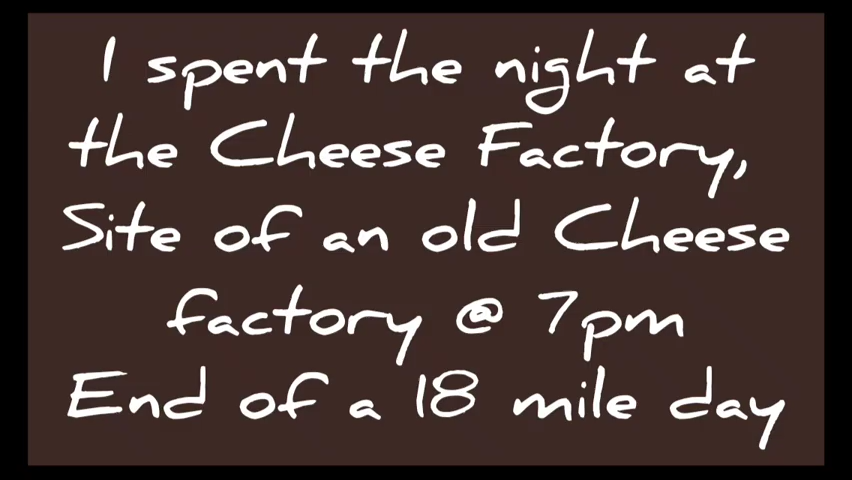 I spent the night at
the Cheese Factory,
Site of an old Cheese
factory @ 7pm
End of a 18 mile day